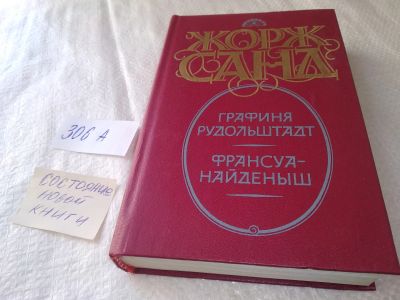 ЖОРЖ
САНД
ГРАФИНЯ
РУДОЛЬШТАДТ
ФРАНСУА-
НАЙДЕНЫШ
306 А
СОСТОЯНИЕ
НОВОЙ
КНИГИ